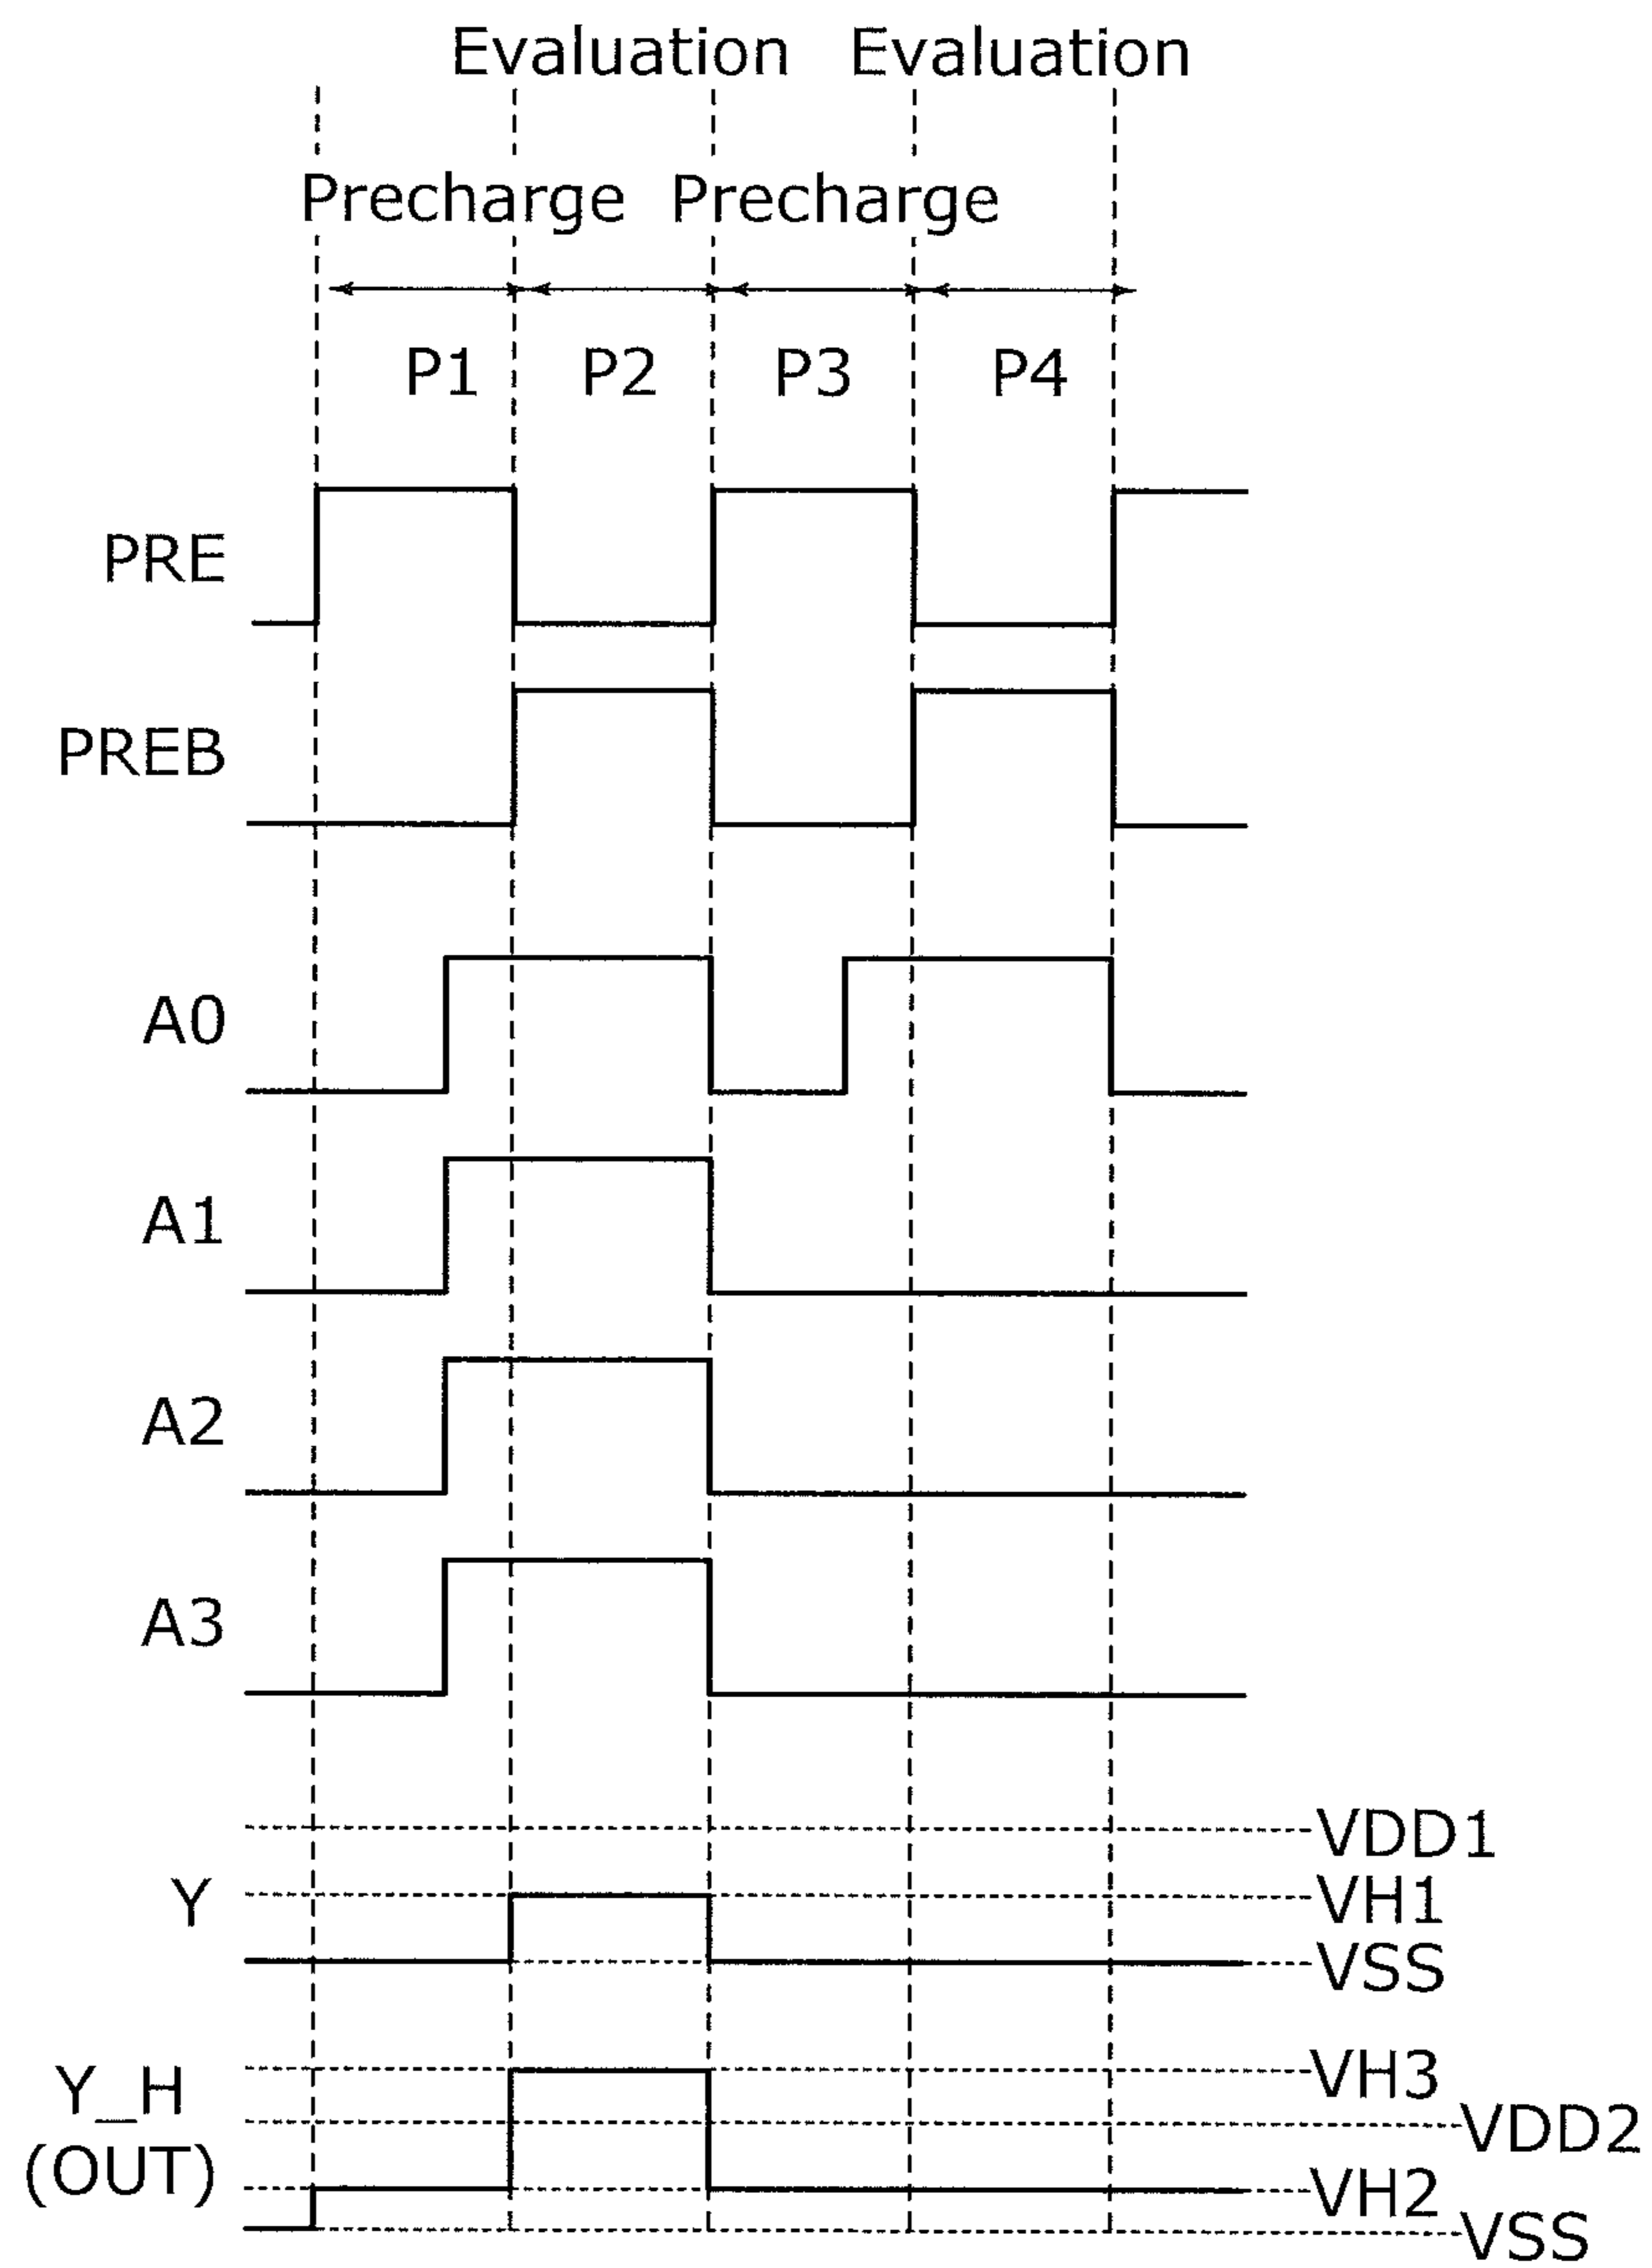 Evaluation Evaluation
Precharge Precharge
P1 P2 P3 P4
PRE
PREB
A0
A1
A2
A3
VDD1
Y VH1
VSS
Y_H VH3
VDD2
(OUT) VH2
VSS